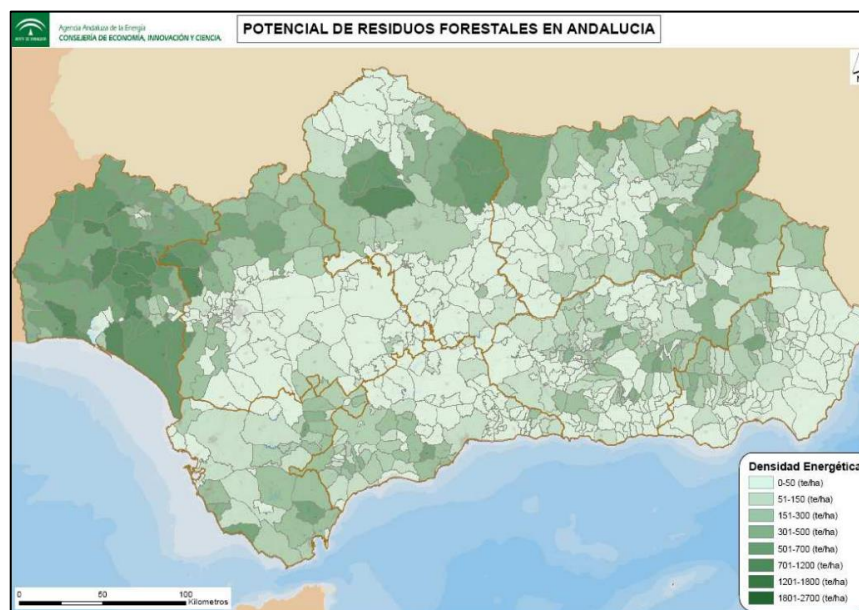 Agencia Andaluza de la Energía
CONSEJERÍA DE ECONOMÍA, INNOVACIÓN Y CIENCIA.
POTENCIAL DE RESIDUOS FORESTALES EN ANDALUCIA
Densidad Energética
0-50 (te/ha)
51-150 (te/ha)
151-300 (te/ha)
301-500 (te/ha)
501-700 (te/ha)
701-1200 (te/ha)
1201-1800 (te/ha)
1801-2700 (te/ha)
0 50 100
Kilometros